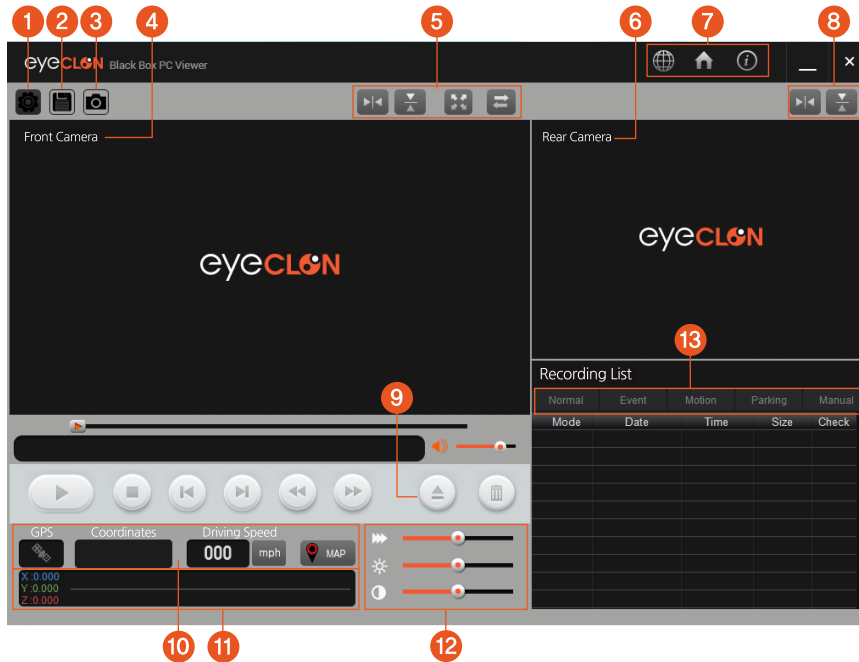 1 2 3 4 5 6 7 8
eyeCLON Black Box PC Viewer
Front Camera
Rear Camera
eyeCLON
eyeCLON
13
Recording List
9
Normal Event Motion Parking Manual
Mode Date Time Size Check
GPS Coordinates Driving Speed
000 mph MAP
X :0.000
Y :0.000
Z :0.000
10 11 12